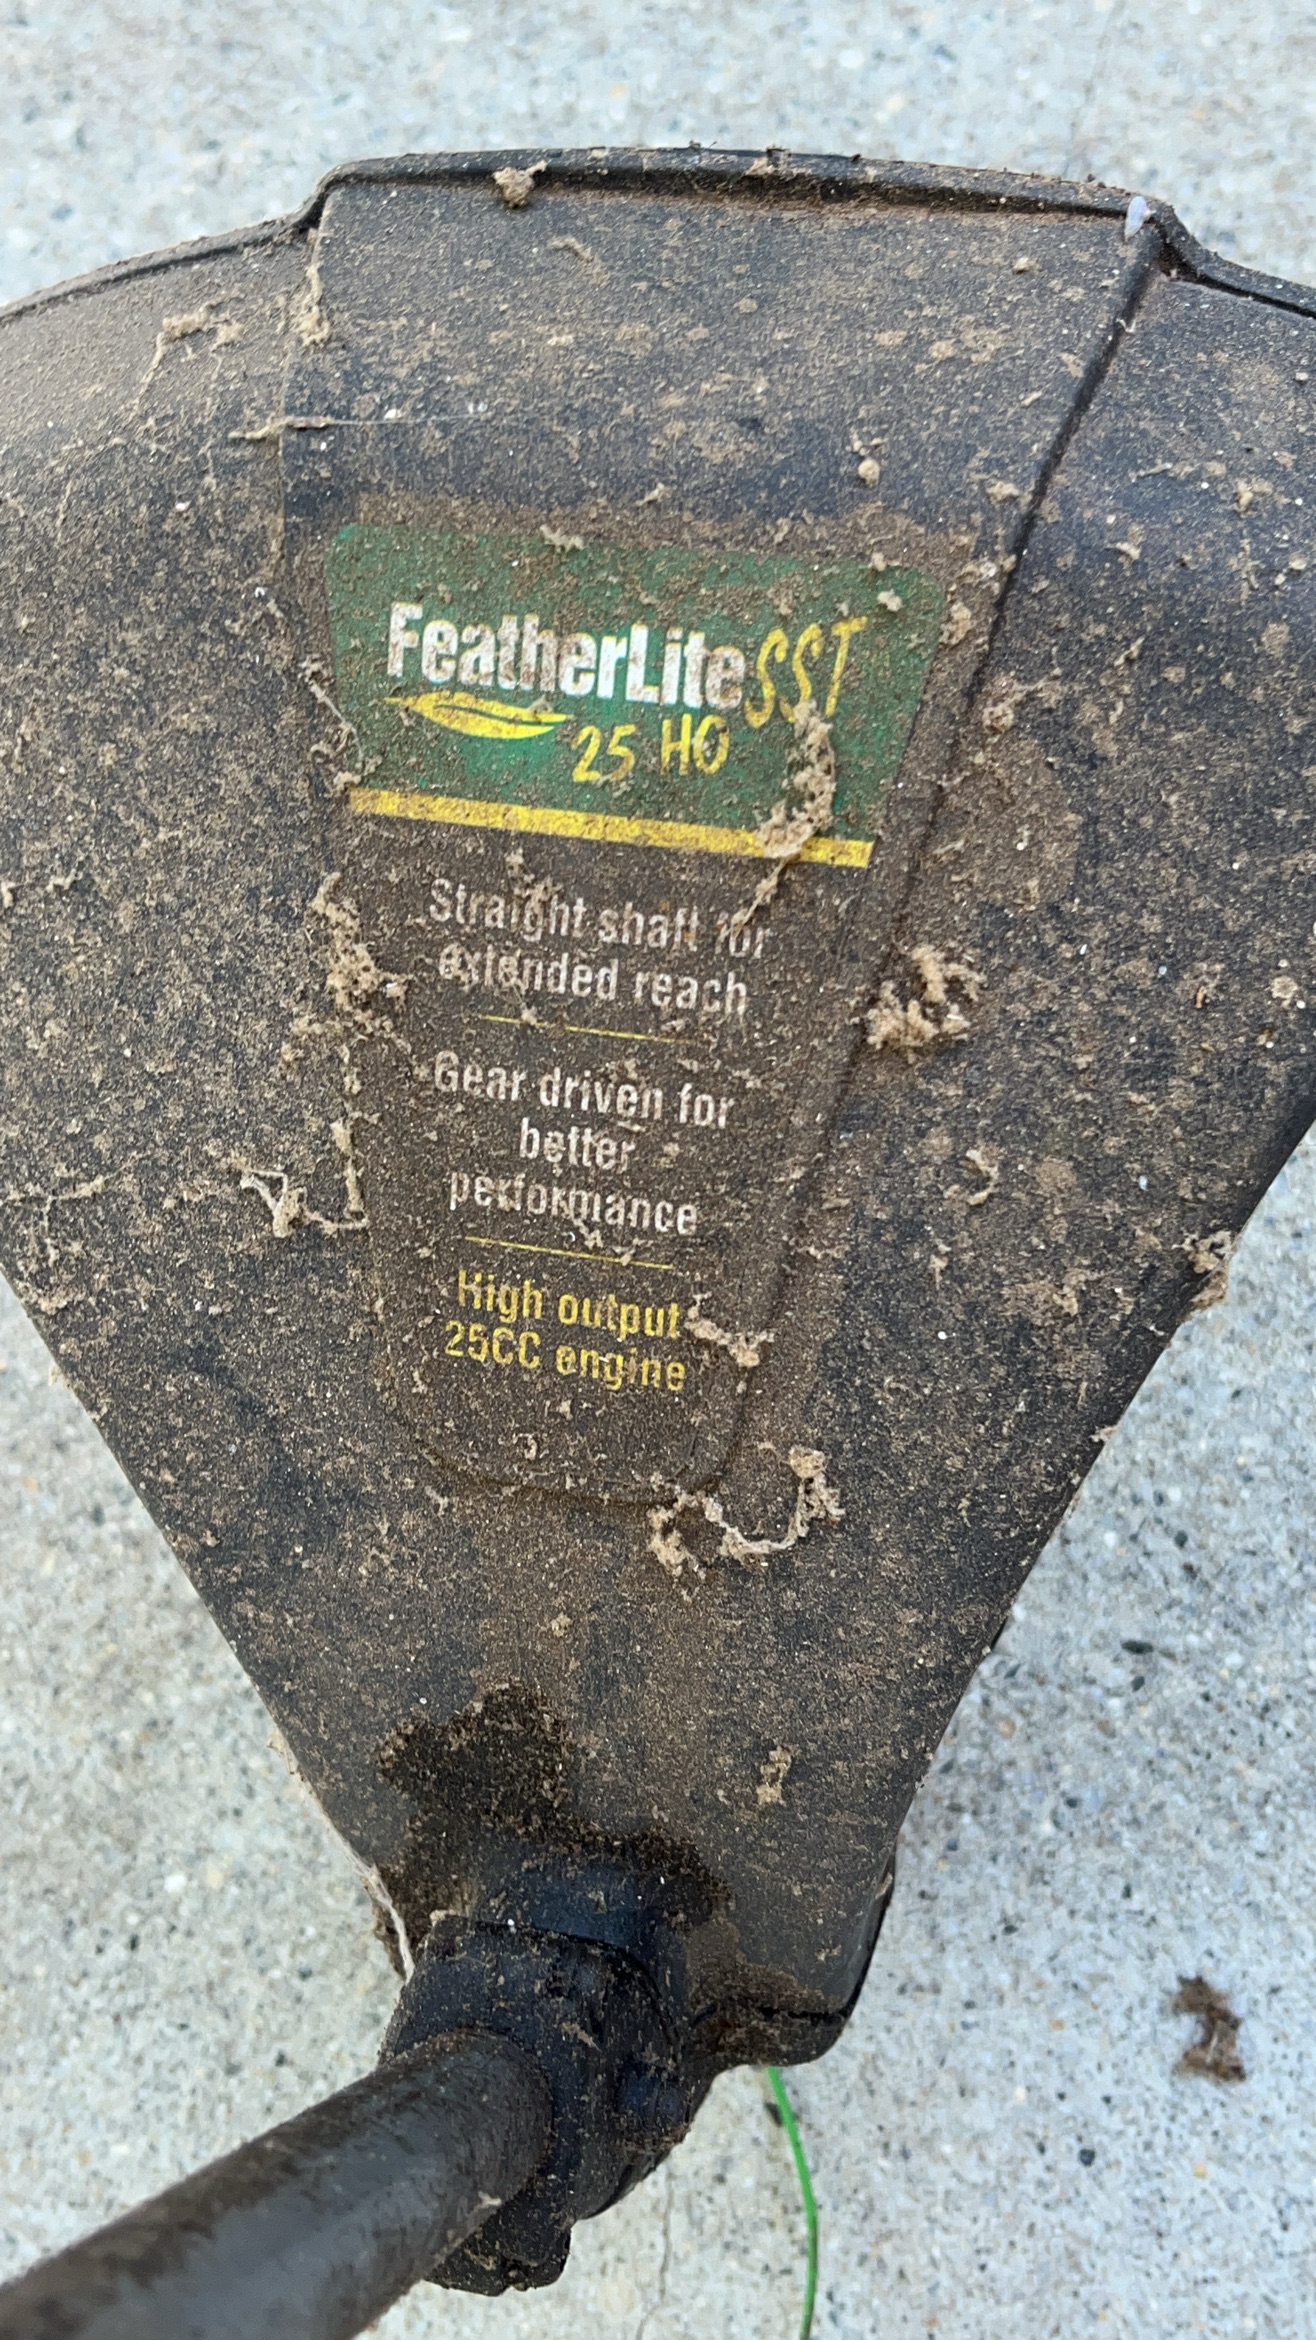 FeatherLite SST
25 HO
Straight shaft for
extended reach
Gear driven for
better
performance
High output
25CC engine